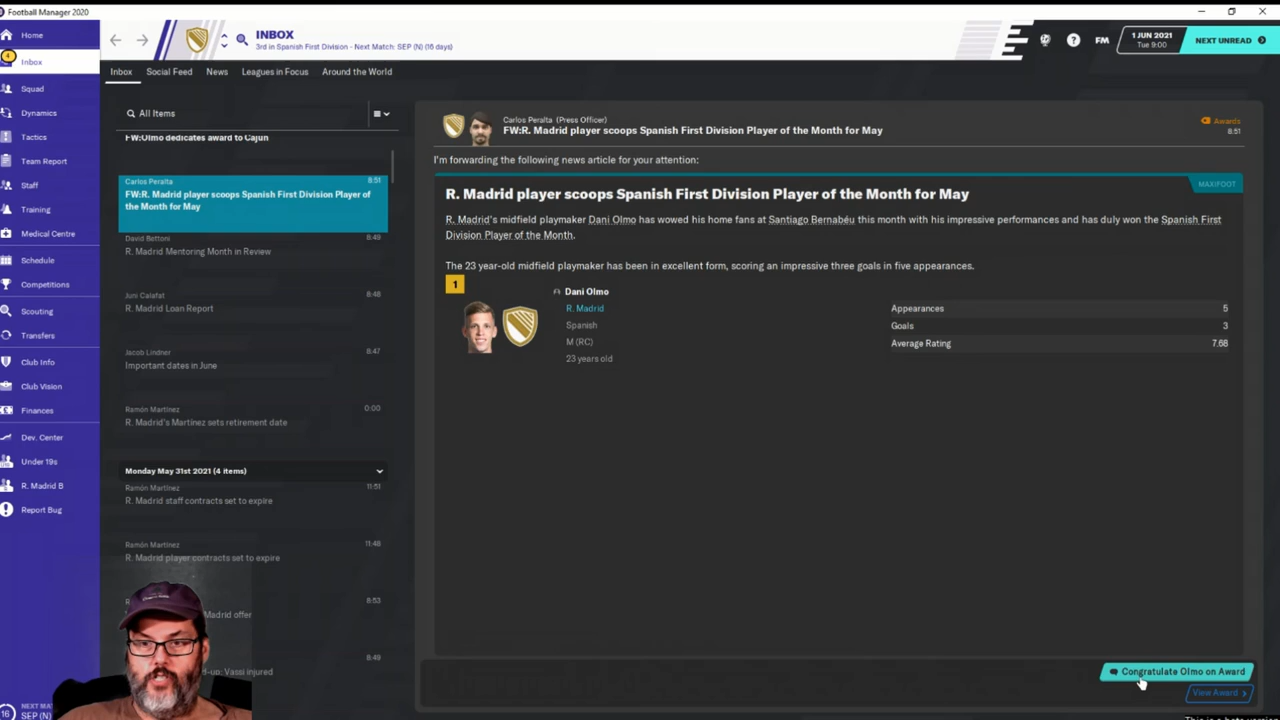 Football Manager 2020
Home
4
Inbox
Squad
Dynamics
Tactics
Team Report
Staff
Training
Medical Centre
Schedule
Competitions
Scouting
Transfers
Club Info
Club Vision
Finances
Dev. Center
Under 19s
R. Madrid B
Report Bug
16
NEXT MA
SEP (N)
INBOX
3rd in Spanish First Division - Next Match: SEP (N) (16 days)
FM
1 JUN 2021
Tue 9:00
NEXT UNREAD
Inbox
Social Feed
News
Leagues in Focus
Around the World
All Items
FW:Olmo dedicates award to Cajun
Carlos Peralta
8:51
FW:R. Madrid player scoops Spanish First Division Player of
the Month for May
David Bettoni
8:49
R. Madrid Mentoring Month in Review
Juni Calafat
8:48
R. Madrid Loan Report
Jacob Lindner
8:47
Important dates in June
Ramón Martínez
0:00
R. Madrid's Martínez sets retirement date
Monday May 31st 2021 (4 items)
Ramón Martínez
11:51
R. Madrid staff contracts set to expire
Ramón Martínez
11:48
R. Madrid player contracts set to expire
8:53
Madrid offer
8:49
-up: Vassi injured
Carlos Peralta (Press Officer)
FW:R. Madrid player scoops Spanish First Division Player of the Month for May
Awards
8:51
I'm forwarding the following news article for your attention:
MAXIFOOT
R. Madrid player scoops Spanish First Division Player of the Month for May
R. Madrid's midfield playmaker Dani Olmo has wowed his home fans at Santiago Bernabéu this month with his impressive performances and has duly won the Spanish First
Division Player of the Month.
The 23 year-old midfield playmaker has been in excellent form, scoring an impressive three goals in five appearances.
1
Dani Olmo
R. Madrid
Spanish
M (RC)
23 years old
Appearances 5
Goals 3
Average Rating 7.68
Congratulate Olmo on Award
View Award
This is a beta version